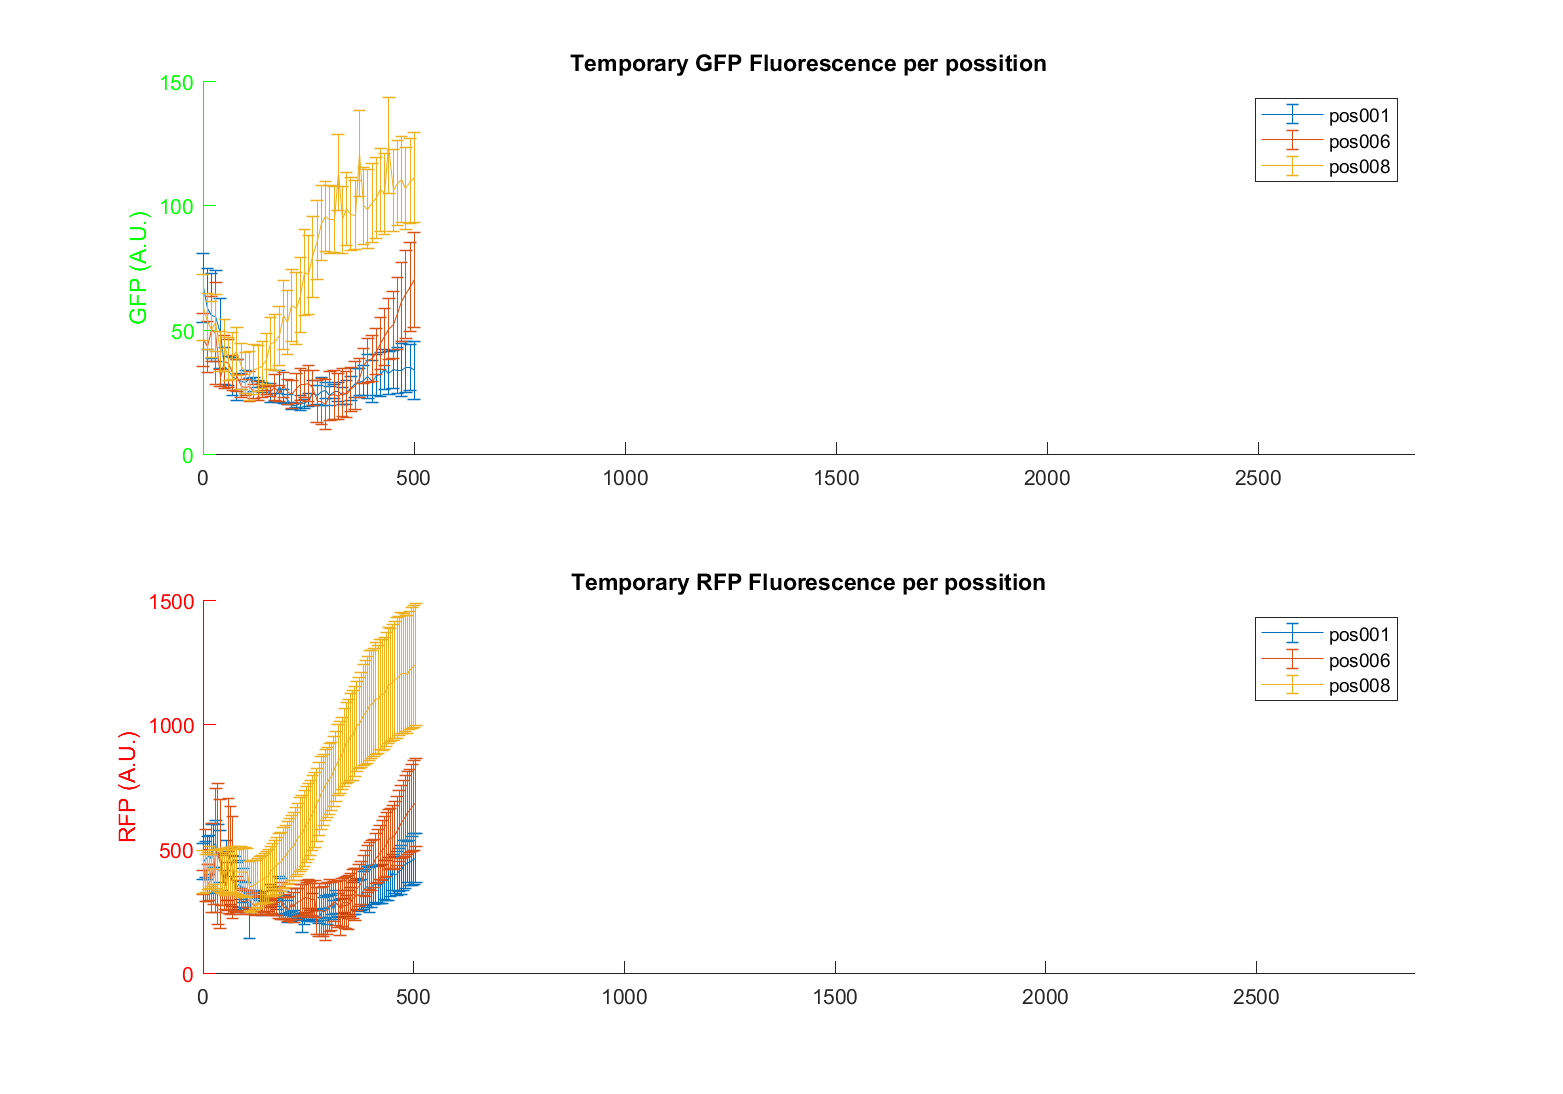 Temporary GFP Fluorescence per possition
150
100
50
0
GFP (A.U.)
pos001
pos006
pos008
0 500 1000 1500 2000 2500
Temporary RFP Fluorescence per possition
1500
1000
500
0
RFP (A.U.)
pos001
pos006
pos008
0 500 1000 1500 2000 2500